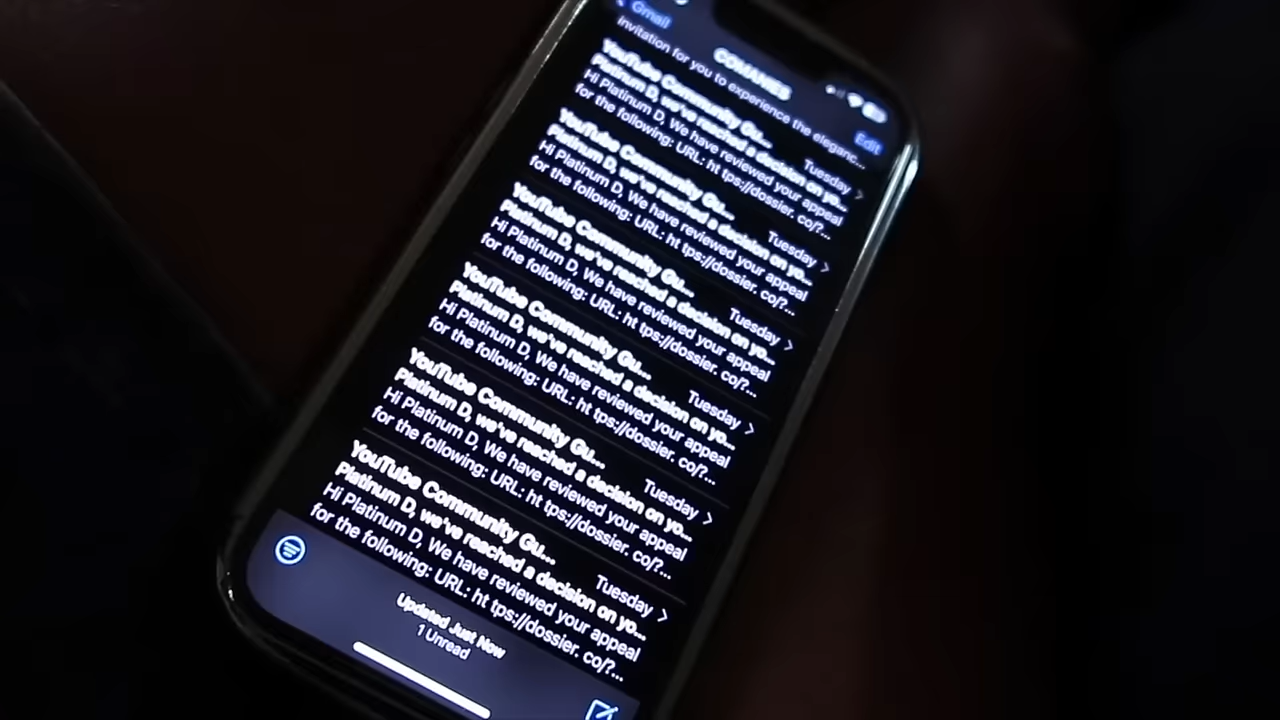 Gmail
COMPANIES
Edit
invitation for you to experience the eleganc...
YouTube Community Gu... Tuesday
Platinum D, we've reached a decision on yo...
Hi Platinum D, We have reviewed your appeal
for the following: URL: ht tps://dossier. co/?...
YouTube Community Gu... Tuesday
Platinum D, we've reached a decision on yo...
Hi Platinum D, We have reviewed your appeal
for the following: URL: ht tps://dossier. co/?...
YouTube Community Gu... Tuesday
Platinum D, we've reached a decision on yo...
Hi Platinum D, We have reviewed your appeal
for the following: URL: ht tps://dossier. co/?...
YouTube Community Gu... Tuesday
Platinum D, we've reached a decision on yo...
Hi Platinum D, We have reviewed your appeal
for the following: URL: ht tps://dossier. co/?...
YouTube Community Gu... Tuesday
Platinum D, we've reached a decision on yo...
Hi Platinum D, We have reviewed your appeal
for the following: URL: ht tps://dossier. co/?...
YouTube Community Gu... Tuesday
Platinum D, we've reached a decision on yo...
Hi Platinum D, We have reviewed your appeal
for the following: URL: ht tps://dossier. co/?...
Updated Just Now
1 Unread